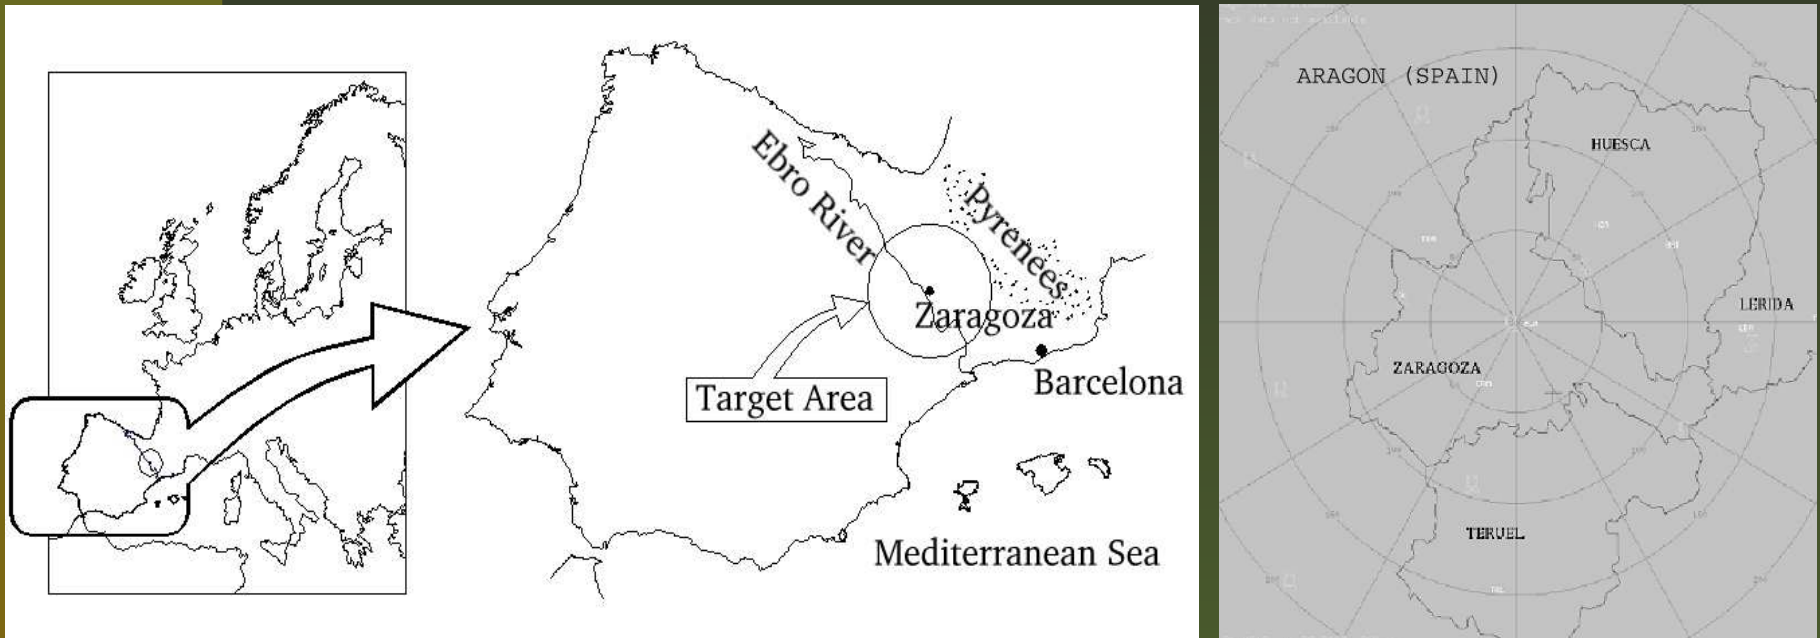 Ebro River
Pyrenees
Zaragoza
Target Area
Barcelona
Mediterranean Sea
ARAGON (SPAIN)
HUESCA
LERIDA
ZARAGOZA
TERUEL